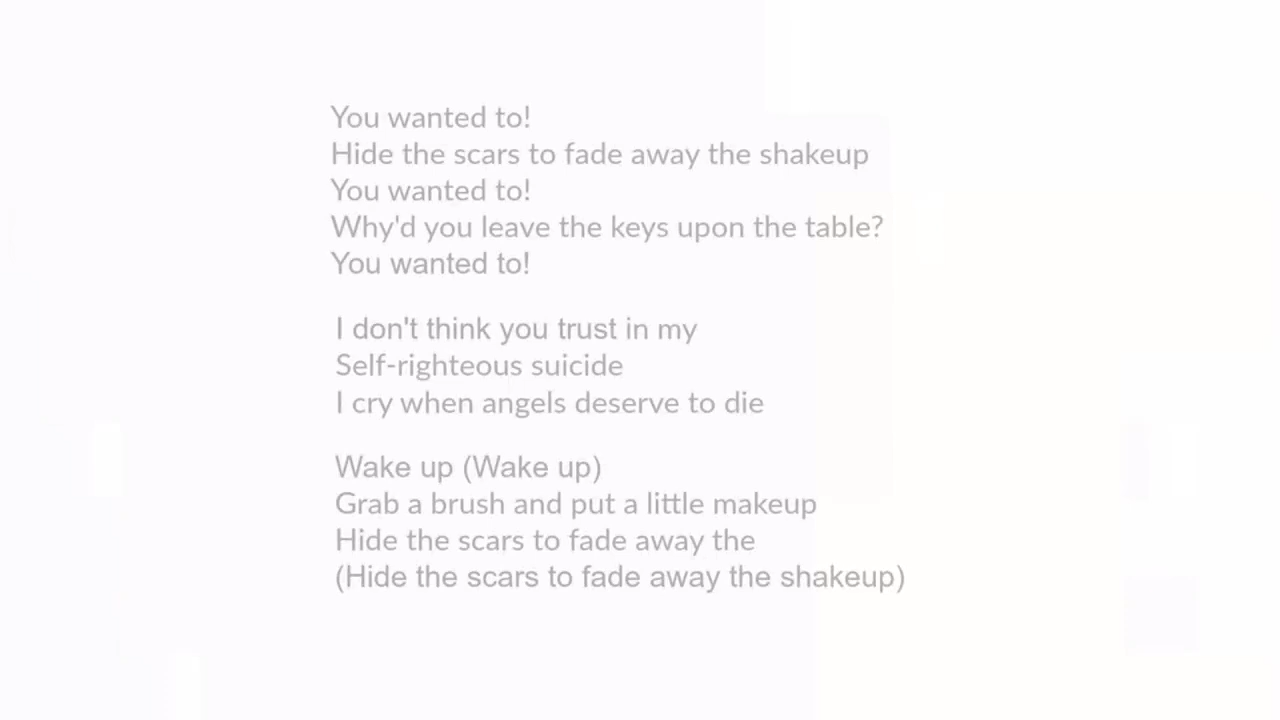 You wanted to!
Hide the scars to fade away the shakeup
You wanted to!
Why'd you leave the keys upon the table?
You wanted to!
I don't think you trust in my
Self-righteous suicide
I cry when angels deserve to die
Wake up (Wake up)
Grab a brush and put a little makeup
Hide the scars to fade away the
(Hide the scars to fade away the shakeup)